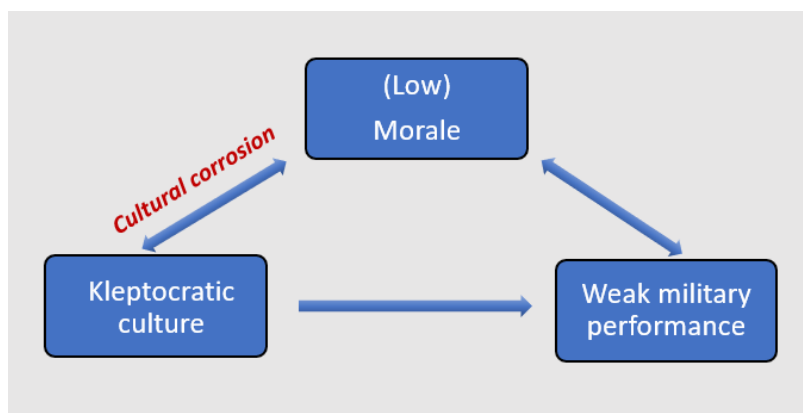 (Low)
Morale
Cultural corrosion
Kleptocratic
culture
Weak military
performance